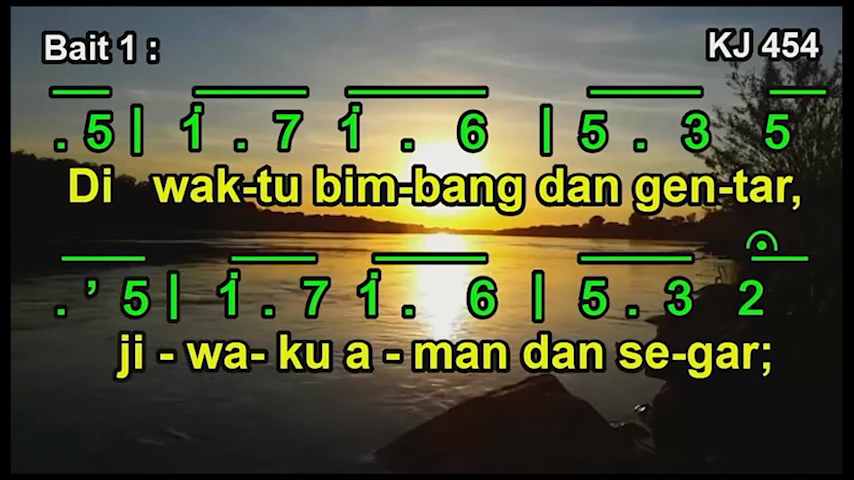 Bait 1 : KJ 454
. 5 | 1̇ . 7 1̇ . 6 | 5 . 3 5
Di wak-tu bim-bang dan gen-tar,
. ’ 5 | 1̇ . 7 1̇ . 6 | 5 . 3 2
ji - wa- ku a - man dan se-gar;